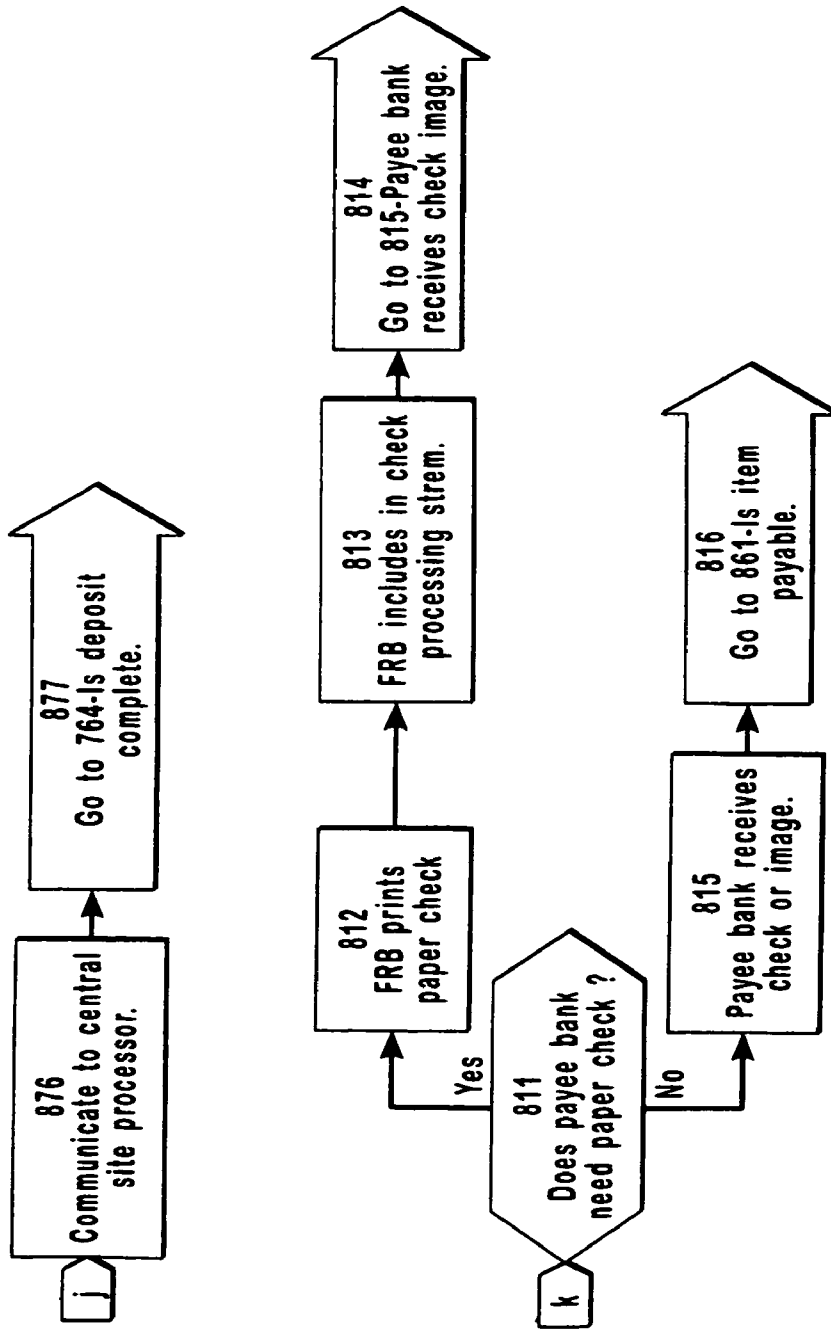 j
876
Communicate to central
site processor.
877
Go to 764-Is deposit
complete.
k
811
Does payee bank
need paper check ?
Yes
812
FRB prints
paper check
813
FRB includes in check
processing strem.
814
Go to 815-Payee bank
receives check image.
No
815
Payee bank receives
check or image.
816
Go to 861-Is item
payable.